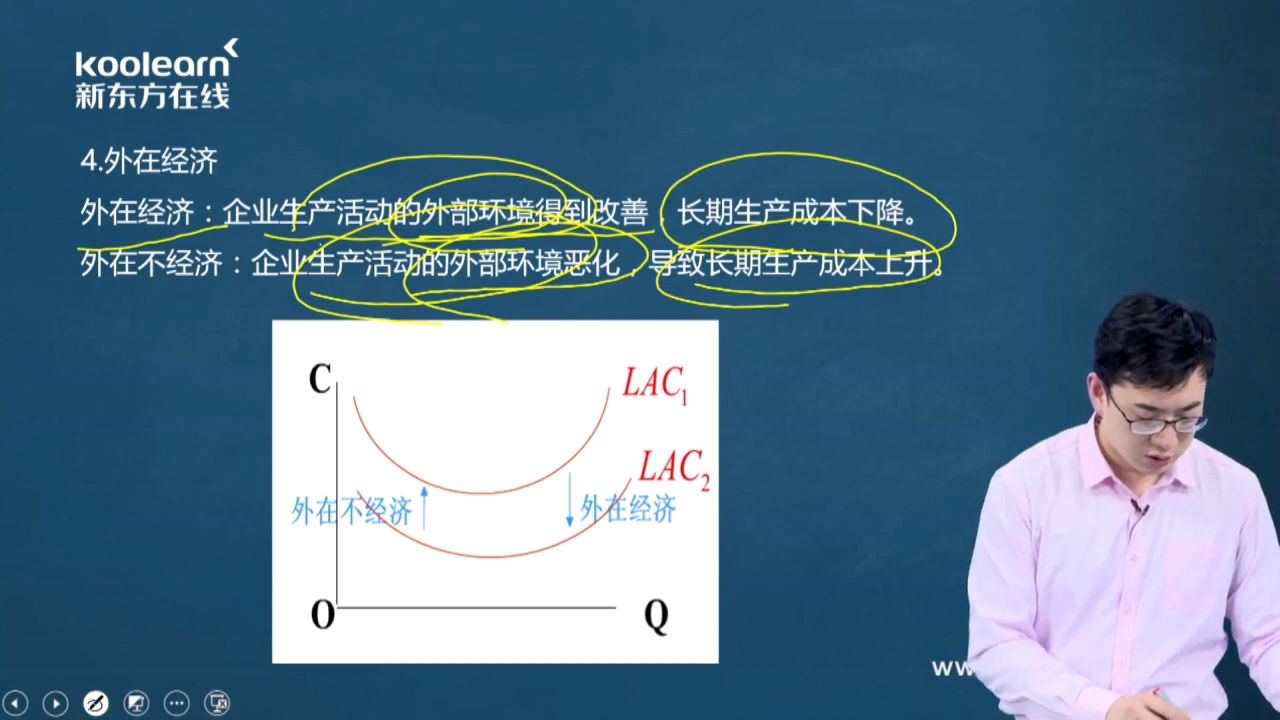 koolearn
新东方在线
4.外在经济
外在经济：企业生产活动的外部环境得到改善，长期生产成本下降。
外在不经济：企业生产活动的外部环境恶化，导致长期生产成本上升。
C
LAC1
LAC2
外在不经济
外在经济
O
Q